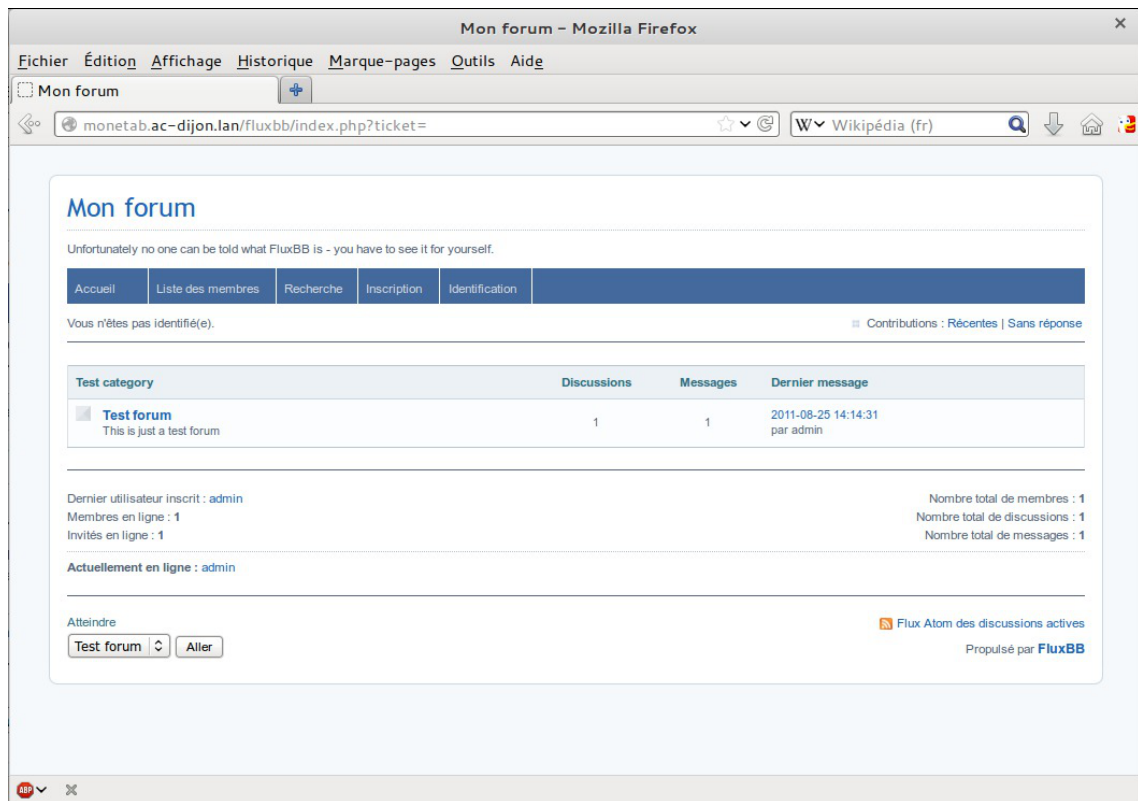 Mon forum - Mozilla Firefox
Fichier Édition Affichage Historique Marque-pages Outils Aide
Mon forum
monetab.ac-dijon.lan/fluxbb/index.php?ticket= W Wikipédia (fr)
Mon forum
Unfortunately no one can be told what FluxBB is - you have to see it for yourself.
Accueil Liste des membres Recherche Inscription Identification
Vous n'êtes pas identifié(e). Contributions : Récentes | Sans réponse
Test category Discussions Messages Dernier message
Test forum 1 1 2011-08-25 14:14:31
This is just a test forum par admin
Dernier utilisateur inscrit : admin Nombre total de membres : 1
Membres en ligne : 1 Nombre total de discussions : 1
Invités en ligne : 1 Nombre total de messages : 1
Actuellement en ligne : admin
Atteindre Flux Atom des discussions actives
Test forum Aller Propulsé par FluxBB
ABP